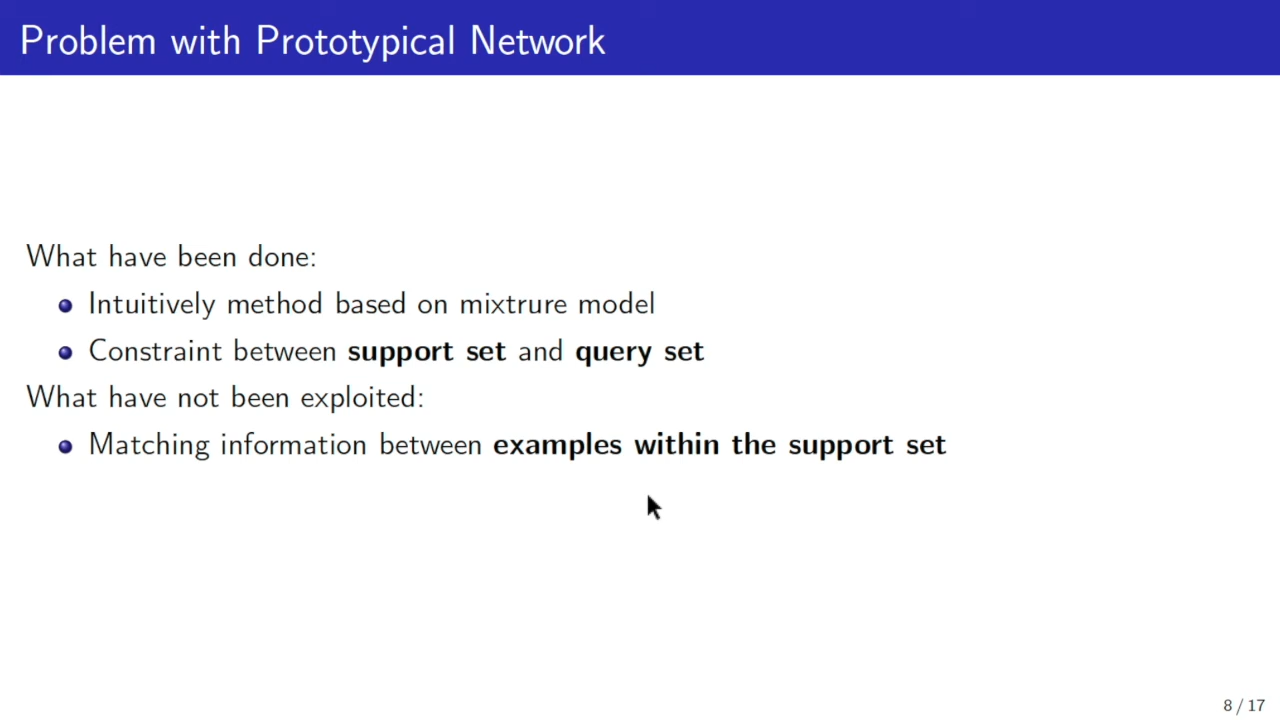 Problem with Prototypical Network
What have been done:
Intuitively method based on mixtrure model
Constraint between support set and query set
What have not been exploited:
Matching information between examples within the support set
8 / 17